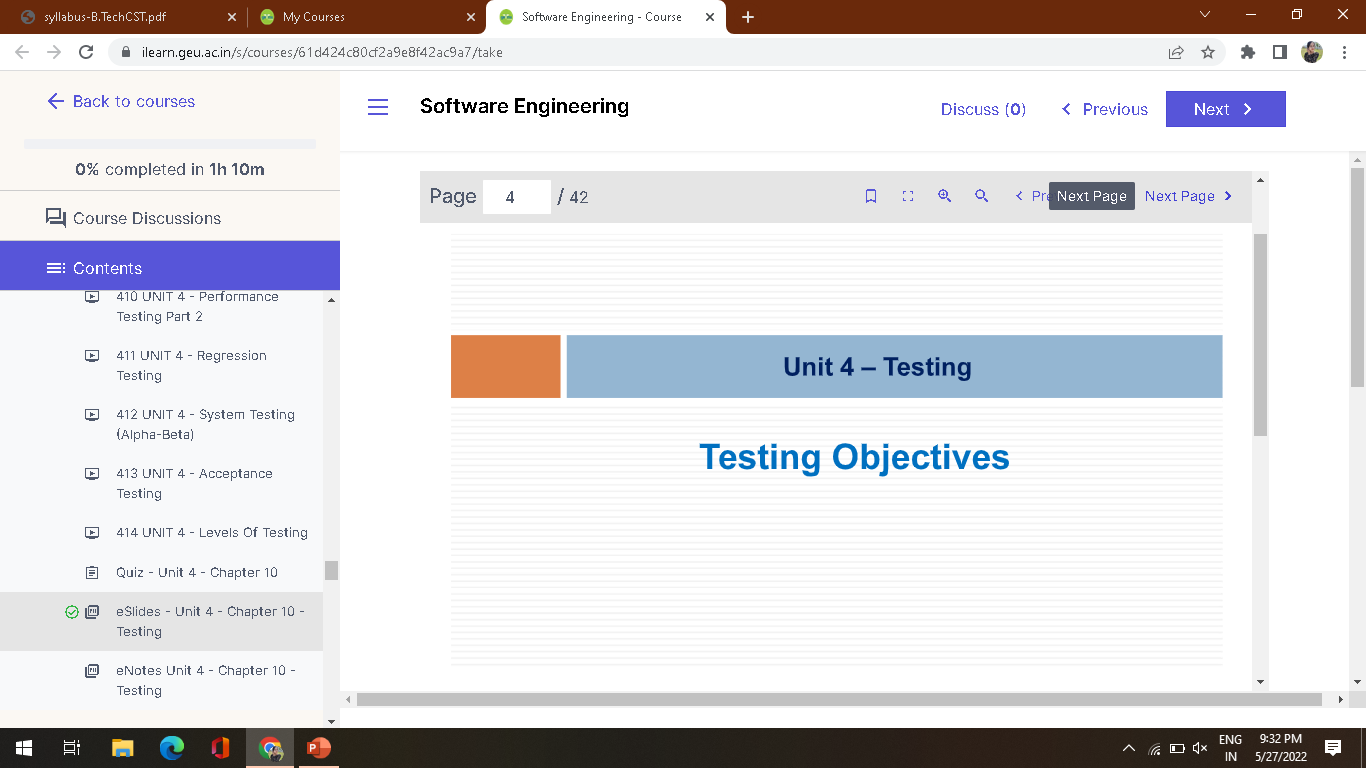 syllabus-B.TechCST.pdf
My Courses
Software Engineering - Course
ilearn.geu.ac.in/s/courses/61d424c80cf2a9e8f42ac9a7/take
Back to courses
0% completed in 1h 10m
Course Discussions
Contents
410 UNIT 4 - Performance
Testing Part 2
411 UNIT 4 - Regression
Testing
412 UNIT 4 - System Testing
(Alpha-Beta)
413 UNIT 4 - Acceptance
Testing
414 UNIT 4 - Levels Of Testing
Quiz - Unit 4 - Chapter 10
eSlides - Unit 4 - Chapter 10 -
Testing
eNotes Unit 4 - Chapter 10 -
Testing
Software Engineering
Discuss (0)
Previous
Next
Page 4 / 42
Pre
Next Page
Next Page
Unit 4 – Testing
Testing Objectives
ENG
IN
9:32 PM
5/27/2022